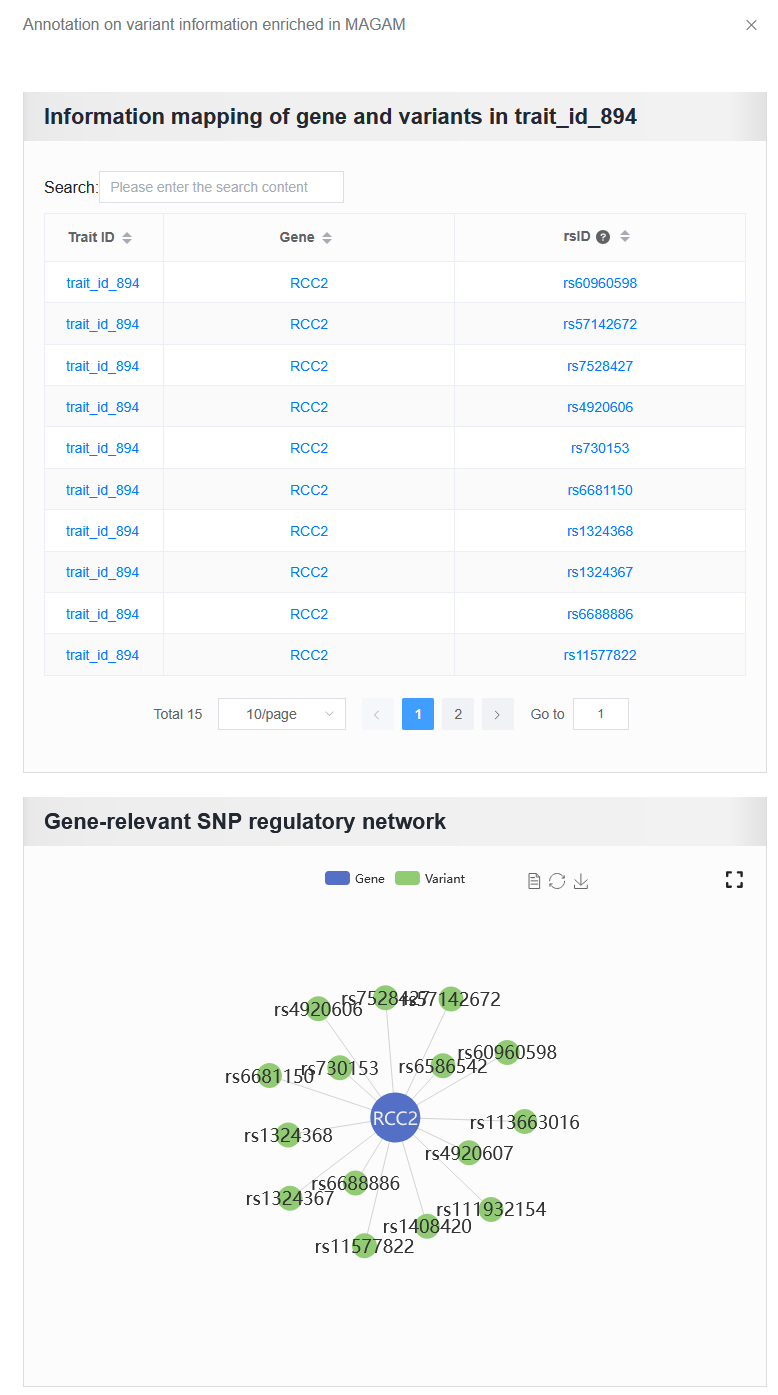 Annotation on variant information enriched in MAGAM
Information mapping of gene and variants in trait_id_894
Search: Please enter the search content
Trait ID Gene rsID ?
trait_id_894 RCC2 rs60960598
trait_id_894 RCC2 rs57142672
trait_id_894 RCC2 rs7528427
trait_id_894 RCC2 rs4920606
trait_id_894 RCC2 rs730153
trait_id_894 RCC2 rs6681150
trait_id_894 RCC2 rs1324368
trait_id_894 RCC2 rs1324367
trait_id_894 RCC2 rs6688886
trait_id_894 RCC2 rs11577822
Total 15 10/page 1 2 Go to 1
Gene-relevant SNP regulatory network
Gene Variant
rs7528427 rs57142672
rs4920606
rs60960598
rs730153 rs6586542
rs6681150
RCC2
rs113663016
rs1324368
rs4920607
rs6688886
rs1324367
rs111932154
rs1408420
rs11577822